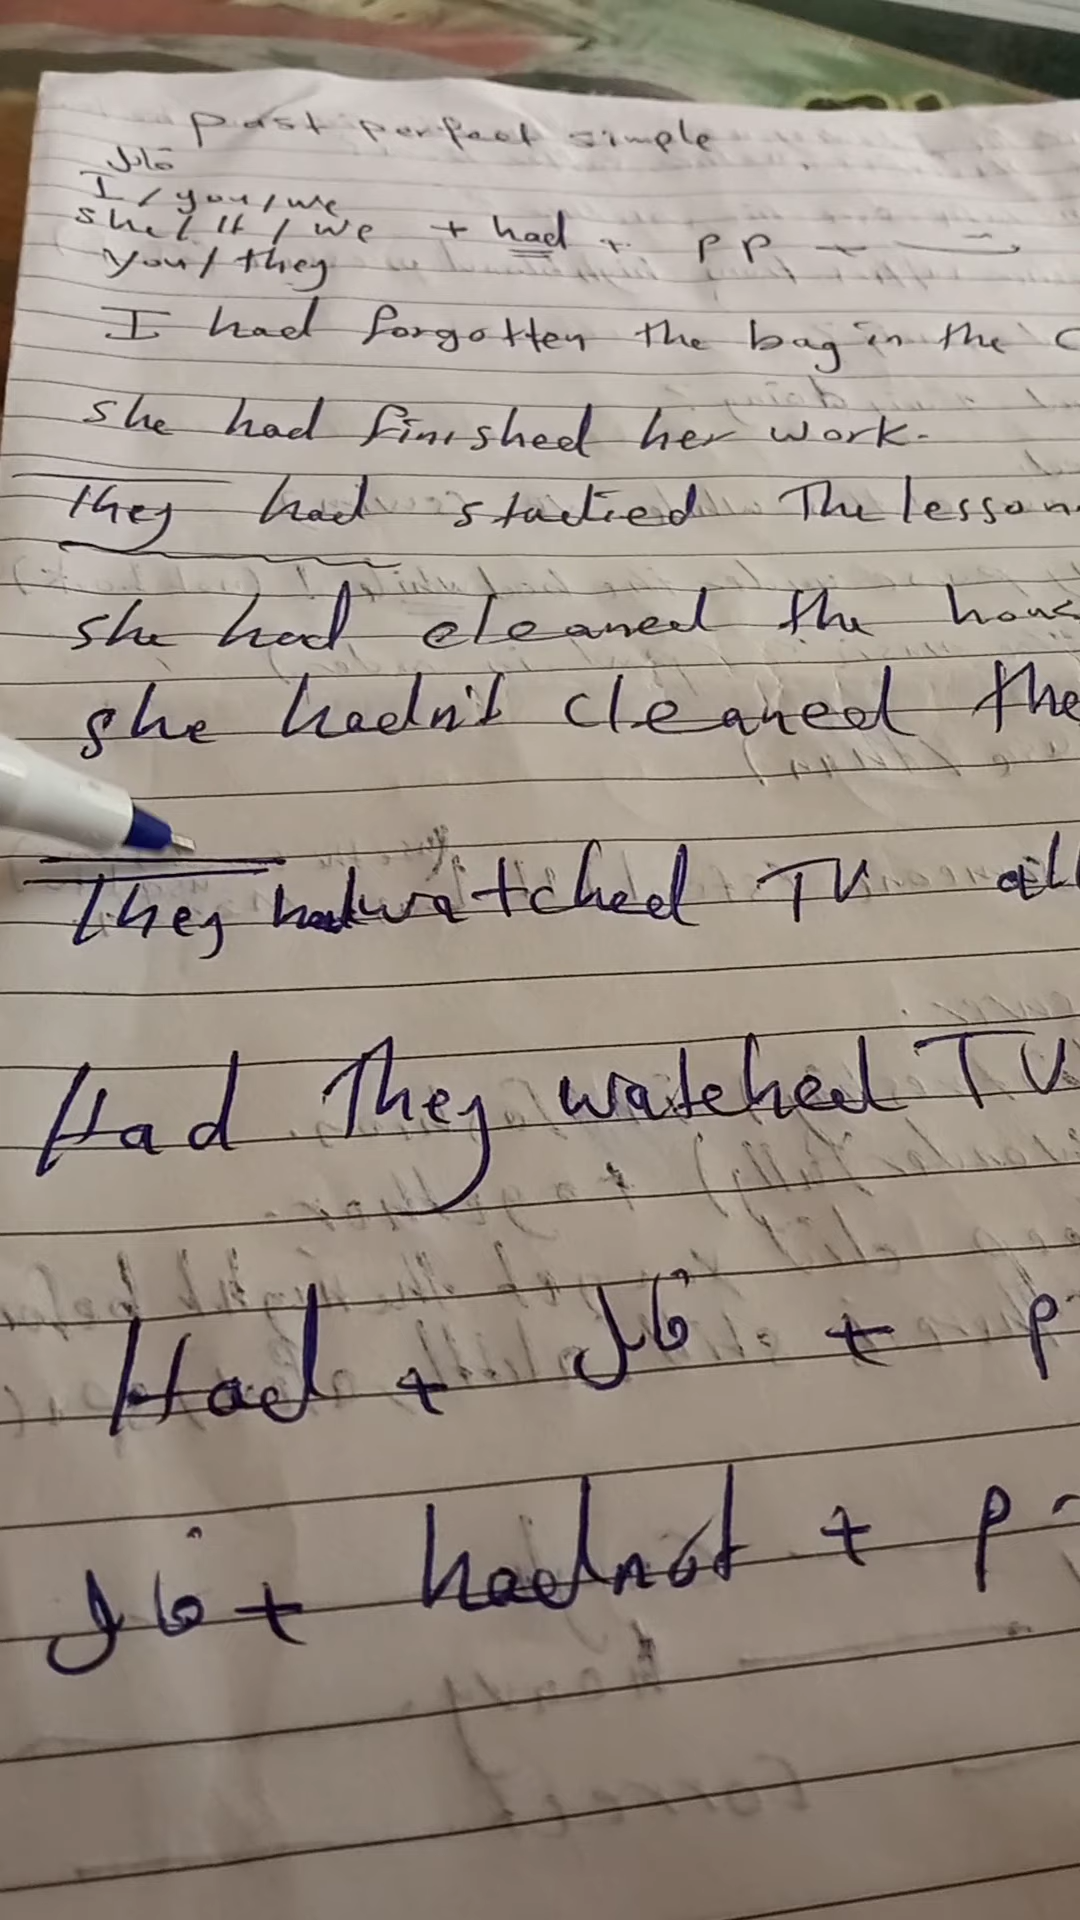 past perfect simple
فاعل
I / you / we
she / It / we + had + PP +
you / they
I had forgotten the bag in the
she had finished her work.
They had studied The lesson
she had cleaned the
she hadn't cleaned the
They had watched TV all
Had They watched TV
Had + فاعل + P
فاعل + had not + P